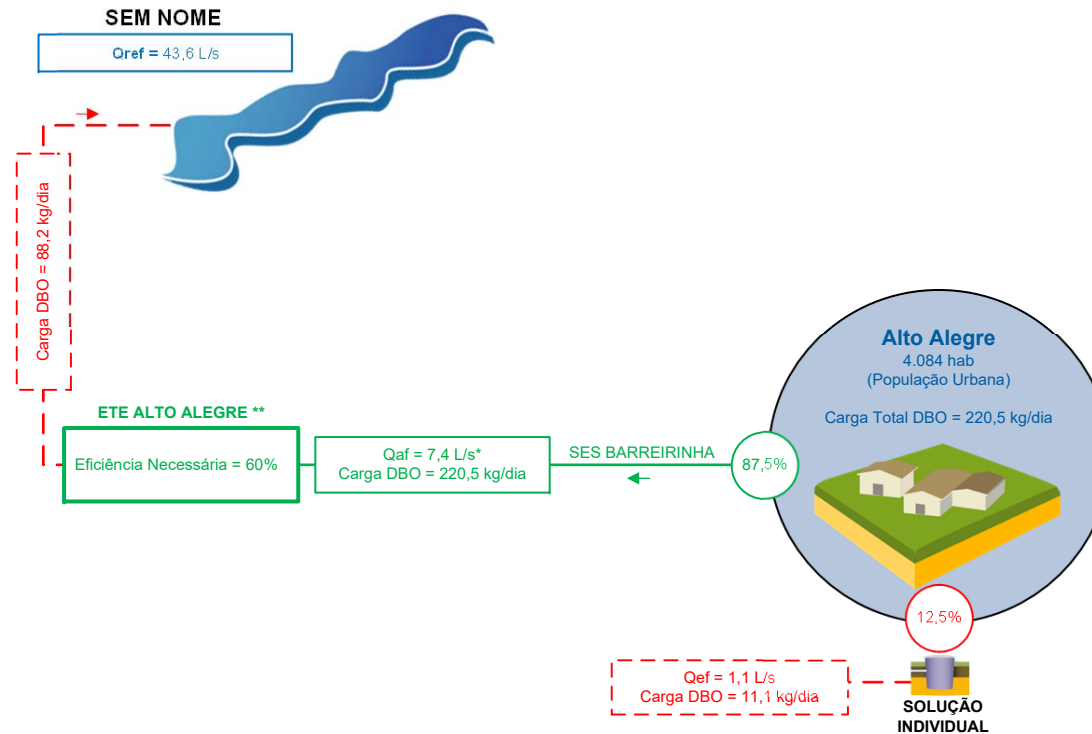 SEM NOME
Qref = 43,6 L/s
Carga DBO = 88,2 kg/dia
ETE ALTO ALEGRE **
Eficiência Necessária = 60%
Qaf = 7,4 L/s*
Carga DBO = 220,5 kg/dia
SES BARREIRINHA
87,5%
Alto Alegre
4.084 hab
(População Urbana)
Carga Total DBO = 220,5 kg/dia
12,5%
Qef = 1,1 L/s
Carga DBO = 11,1 kg/dia
SOLUÇÃO
INDIVIDUAL